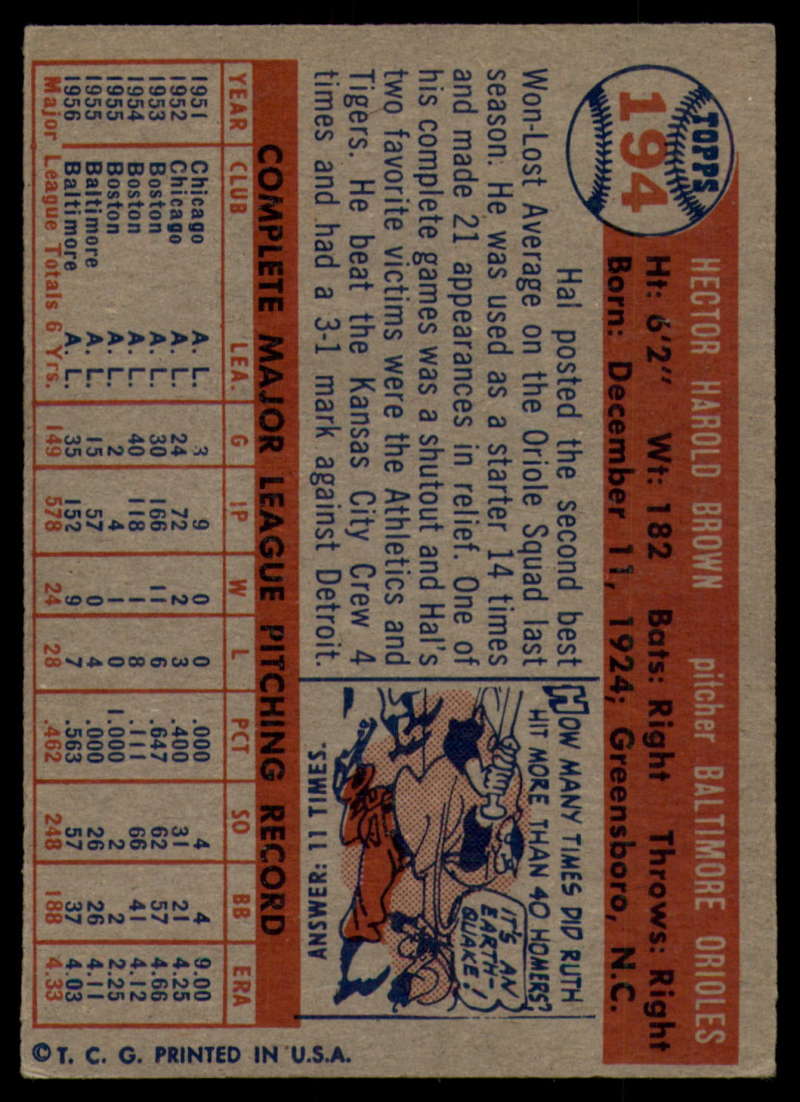 TOPPS
194
HECTOR HAROLD BROWN pitcher BALTIMORE ORIOLES
Ht: 6'2" Wt: 182 Bats: Right Throws: Right
Born: December 11, 1924; Greensboro, N.C.
Hal posted the second best
Won-Lost Average on the Oriole Squad last
season. He was used as a starter 14 times
and made 21 appearances in relief. One of
his complete games was a shutout and Hal's
two favorite victims were the Athletics and
Tigers. He beat the Kansas City Crew 4
times and had a 3-1 mark against Detroit.
HOW MANY TIMES DID RUTH
HIT MORE THAN 40 HOMERS?
IT'S AN
EARTH-
QUAKE!
ANSWER: 11 TIMES.
COMPLETE MAJOR LEAGUE PITCHING RECORD
YEAR CLUB LEA. G IP W L PCT SO BB ERA
1951 Chicago A. L. 3 9 0 0 .000 4 4 9.00
1952 Chicago A. L. 24 72 2 3 .400 31 21 4.25
1953 Boston A. L. 30 166 11 6 .647 62 57 4.66
1954 Boston A. L. 40 118 1 8 .111 66 41 4.12
1955 Boston A. L. 2 4 1 0 1.000 2 2 2.25
1955 Baltimore A. L. 15 57 0 4 .000 26 26 4.11
1956 Baltimore A. L. 35 152 9 7 .563 57 37 4.03
Major League Totals 6 Yrs. 149 578 24 28 .462 248 188 4.33
© T. C. G. PRINTED IN U.S.A.